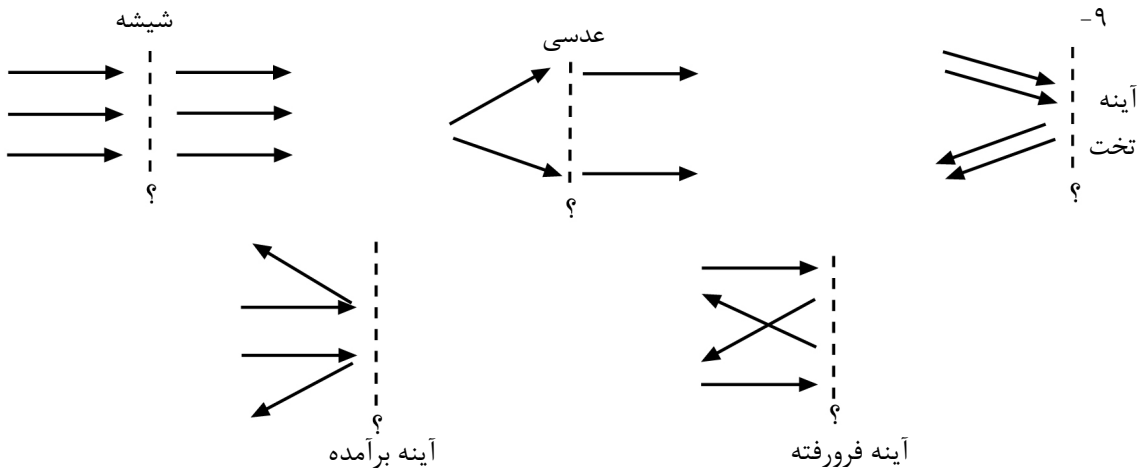 ۹-
آینه
تخت
؟
عدسی
؟
شیشه
؟
؟
آینه فرورفته
؟
آینه برآمده